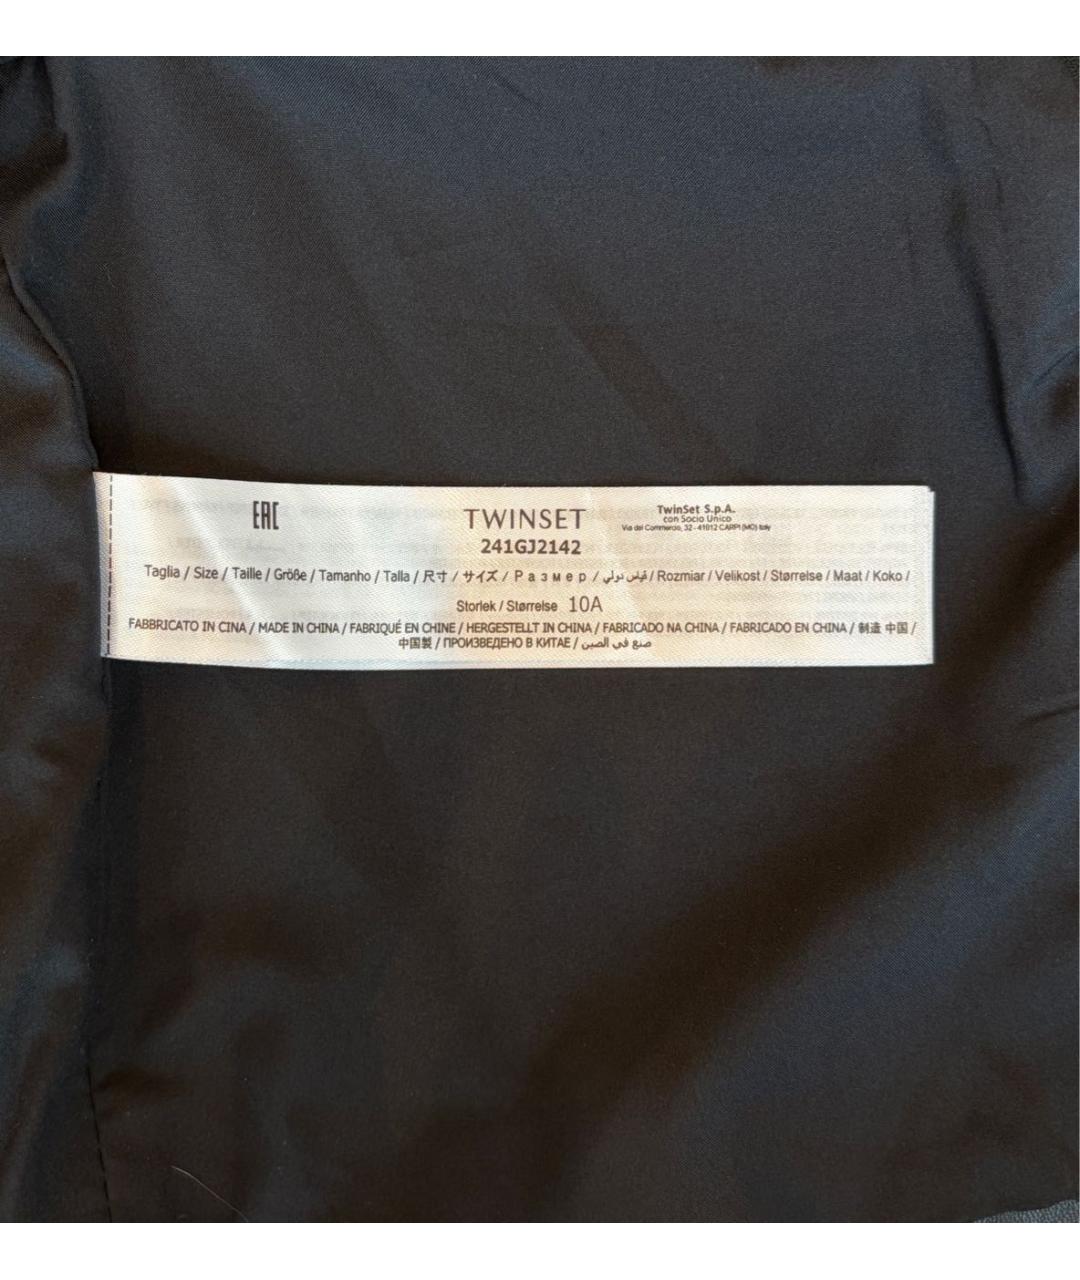 EAC
TWINSET
241GJ2142
TwinSet S.p.A.
con Socio Unico
Via del Commercio, 32 - 41012 CARPI (MO) Italy
Taglia / Size / Taille / Größe / Tamanho / Talla / 尺寸 / サイズ / Размер / قياس دولي / Rozmiar / Velikost / Størrelse / Maat / Koko /
Storlek / Størrelse 10A
FABBRICATO IN CINA / MADE IN CHINA / FABRIQUÉ EN CHINE / HERGESTELLT IN CHINA / FABRICADO NA CHINA / FABRICADO EN CHINA / 制造 中国 /
中国製 / ПРОИЗВЕДЕНО В КИТАЕ / صنع في الصين